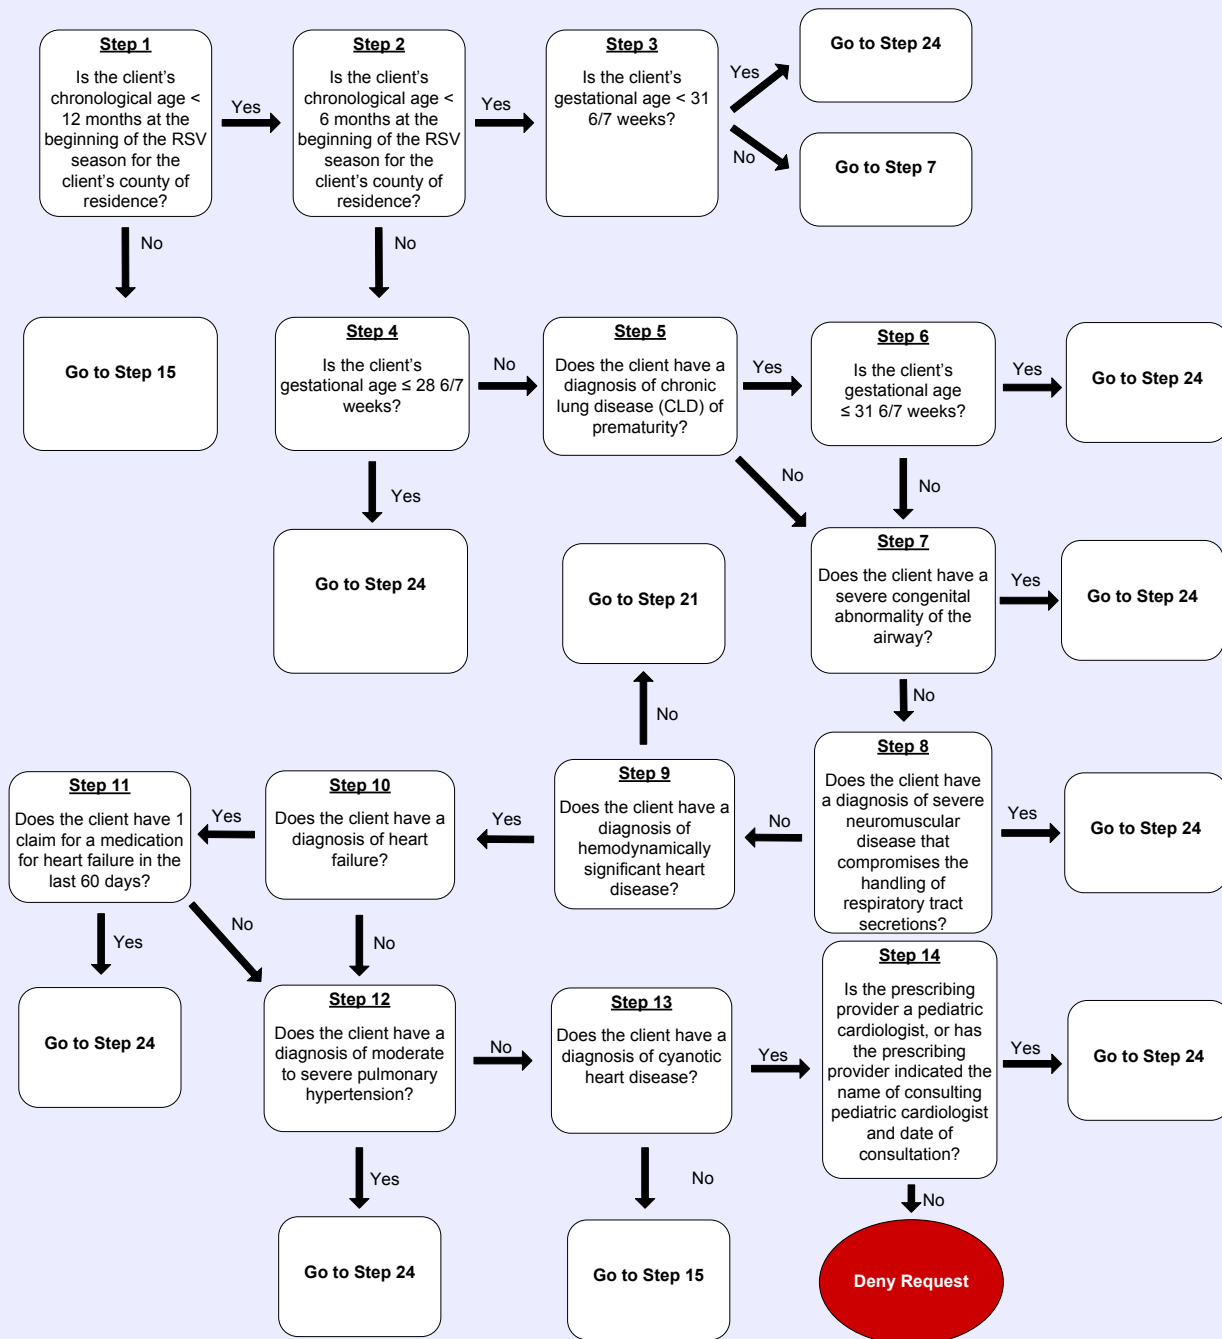 Step 1
Is the client's
chronological age <
12 months at the
beginning of the RSV
season for the
client's county of
residence?
Yes
Step 2
Is the client's
chronological age <
6 months at the
beginning of the RSV
season for the
client's county of
residence?
Yes
Step 3
Is the client's
gestational age < 31
6/7 weeks?
Yes
Go to Step 24
No
Go to Step 7
No
No
Go to Step 15
Step 4
Is the client's
gestational age ≤ 28 6/7
weeks?
No
Step 5
Does the client have a
diagnosis of chronic
lung disease (CLD) of
prematurity?
Yes
Step 6
Is the client's
gestational age
≤ 31 6/7 weeks?
Yes
Go to Step 24
Yes
No
No
Go to Step 24
Go to Step 21
Step 7
Does the client have a
severe congenital
abnormality of the
airway?
Yes
Go to Step 24
No
No
Step 11
Does the client have 1
claim for a medication
for heart failure in the
last 60 days?
Yes
Step 10
Does the client have a
diagnosis of heart
failure?
Yes
Step 9
Does the client have a
diagnosis of
hemodynamically
significant heart
disease?
No
Step 8
Does the client have
a diagnosis of severe
neuromuscular
disease that
compromises the
handling of
respiratory tract
secretions?
Yes
Go to Step 24
Yes
No
No
Go to Step 24
Step 12
Does the client have a
diagnosis of moderate
to severe pulmonary
hypertension?
No
Step 13
Does the client have a
diagnosis of cyanotic
heart disease?
Yes
Step 14
Is the prescribing
provider a pediatric
cardiologist, or has
the prescribing
provider indicated the
name of consulting
pediatric cardiologist
and date of
consultation?
Yes
Go to Step 24
Yes
No
No
Go to Step 24
Go to Step 15
Deny Request